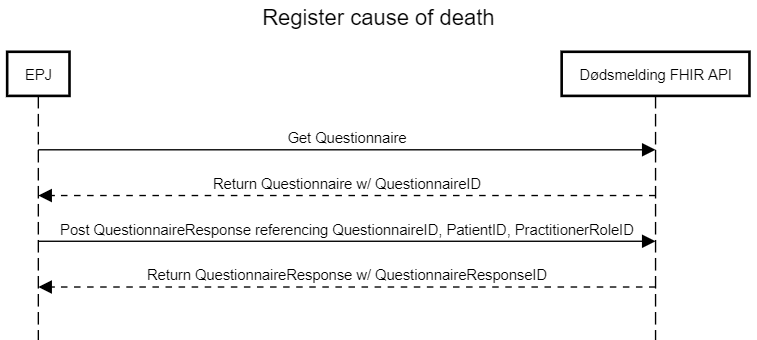 Register cause of death
EPJ
Dødsmelding FHIR API
Get Questionnaire
Return Questionnaire w/ QuestionnaireID
Post QuestionnaireResponse referencing QuestionnaireID, PatientID, PractitionerRoleID
Return QuestionnaireResponse w/ QuestionnaireResponseID